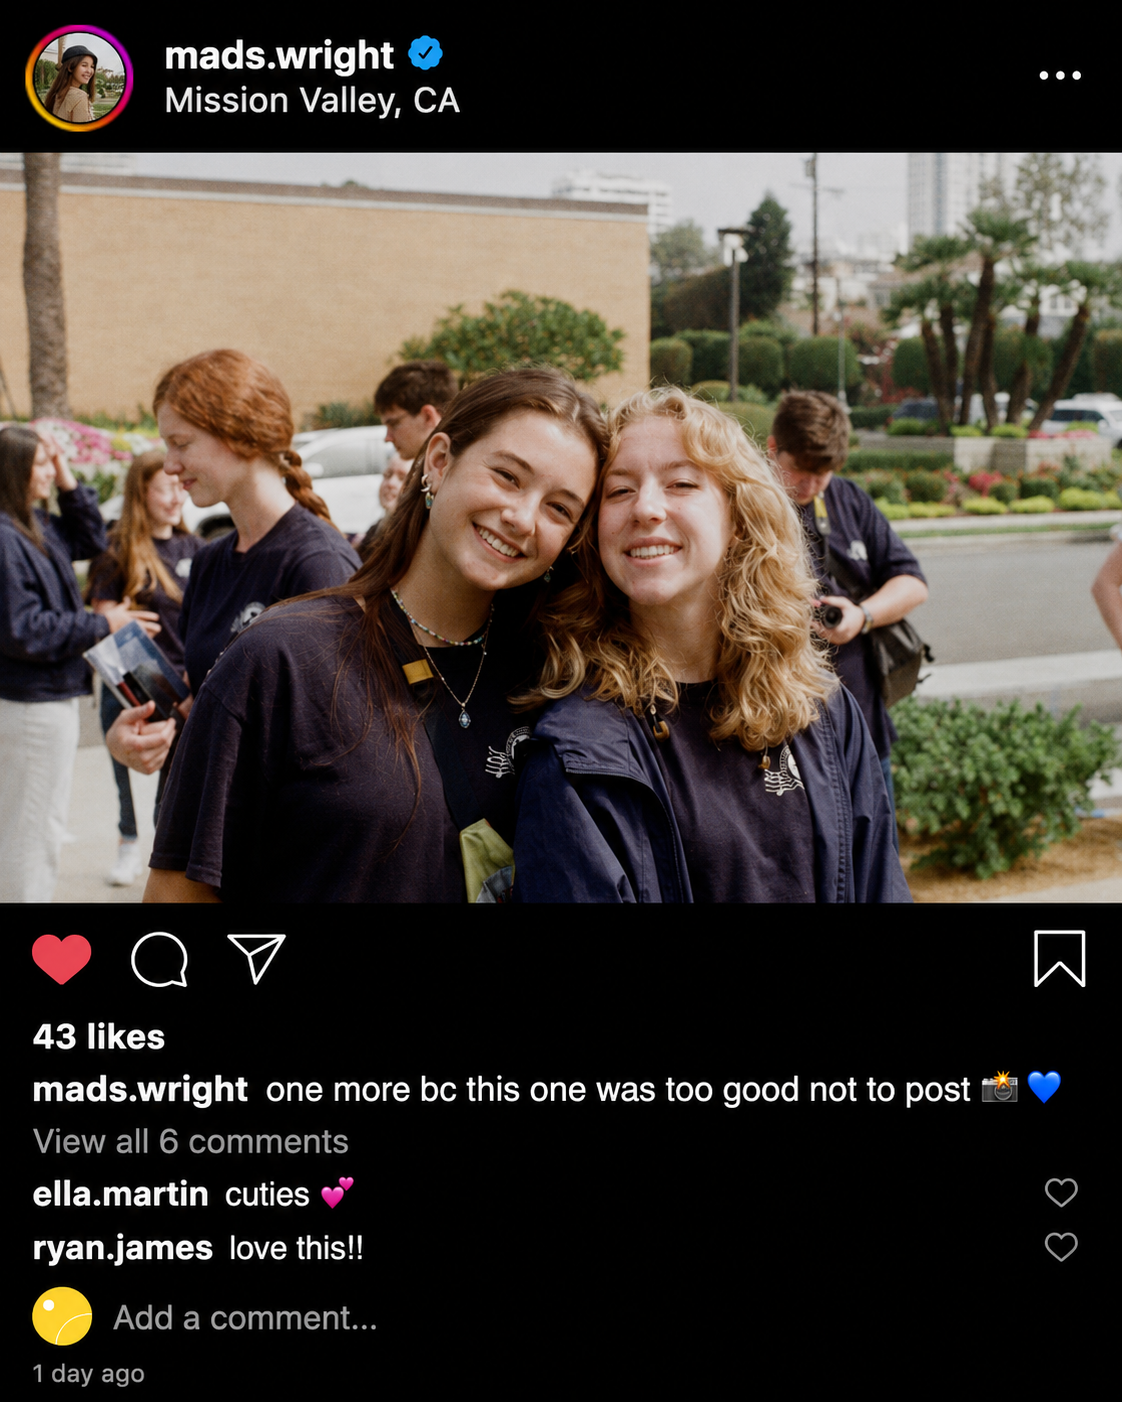 mads.wright
Mission Valley, CA
43 likes
mads.wright one more bc this one was too good not to post 📸 💙
View all 6 comments
ella.martin cuties 💕
ryan.james love this!!
Add a comment...
1 day ago